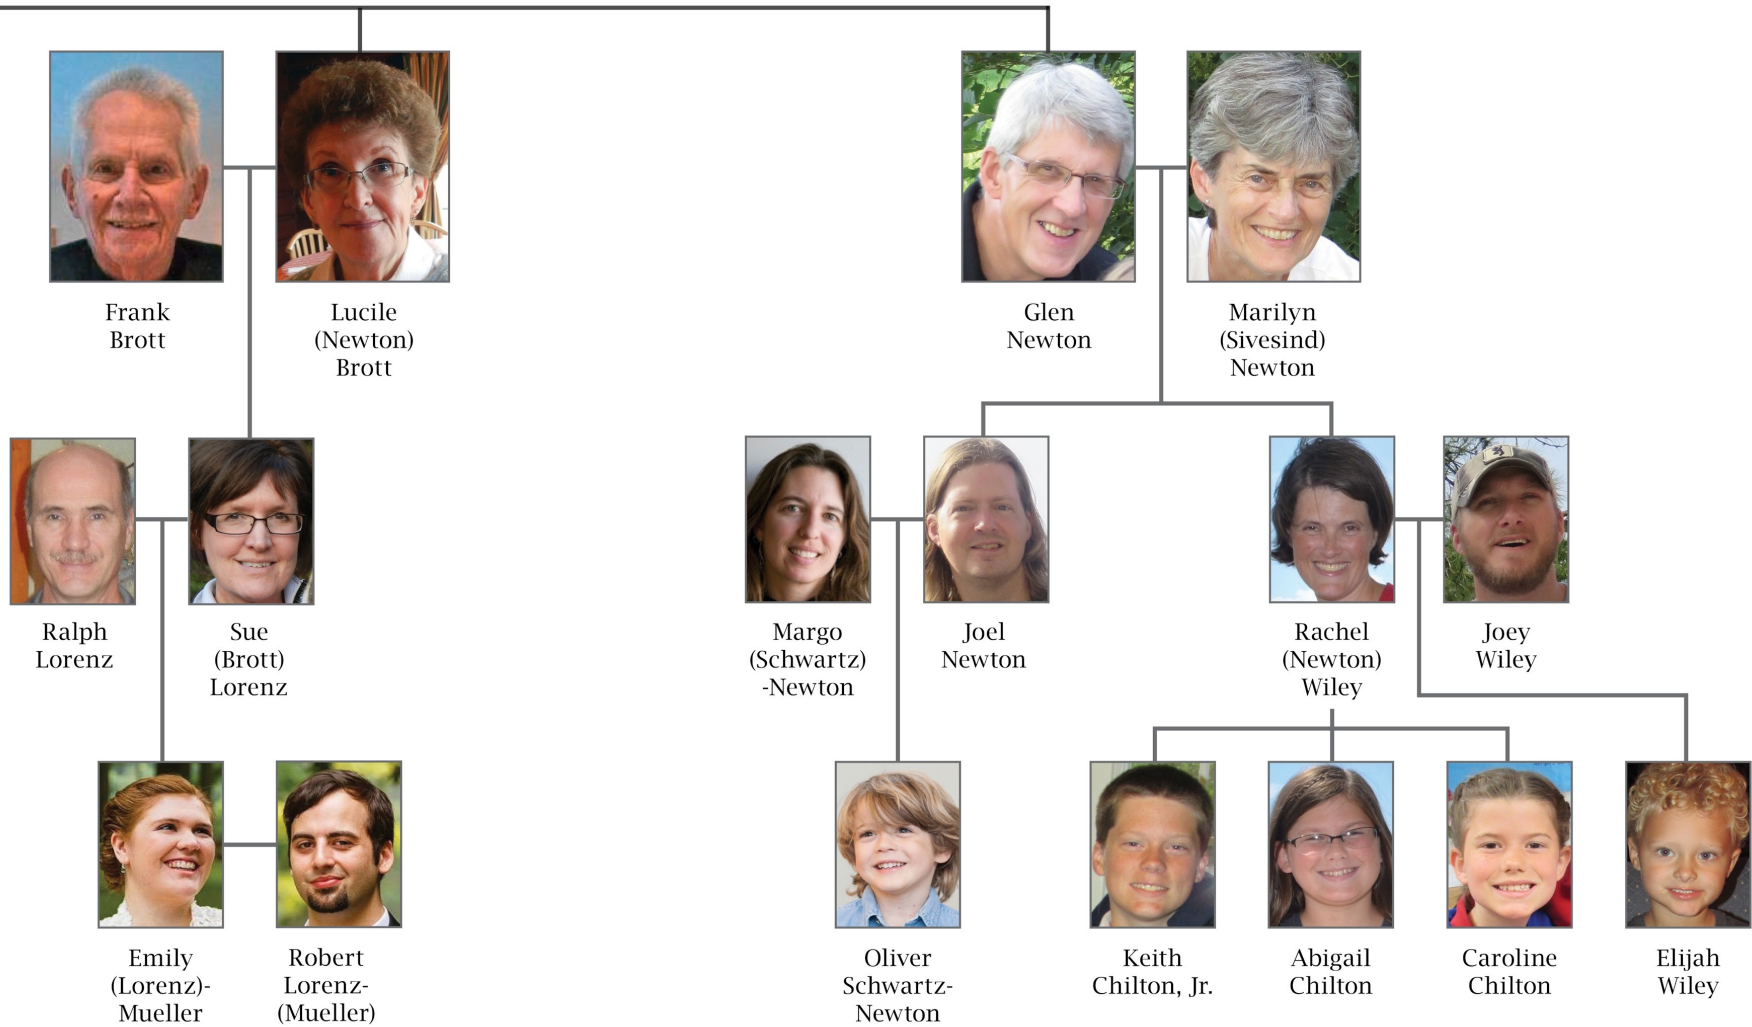 Frank
Brott
Lucile
(Newton)
Brott
Glen
Newton
Marilyn
(Sivesind)
Newton
Ralph
Lorenz
Sue
(Brott)
Lorenz
Margo
(Schwartz)
-Newton
Joel
Newton
Rachel
(Newton)
Wiley
Joey
Wiley
Emily
(Lorenz)-
Mueller
Robert
Lorenz-
(Mueller)
Oliver
Schwartz-
Newton
Keith
Chilton, Jr.
Abigail
Chilton
Caroline
Chilton
Elijah
Wiley